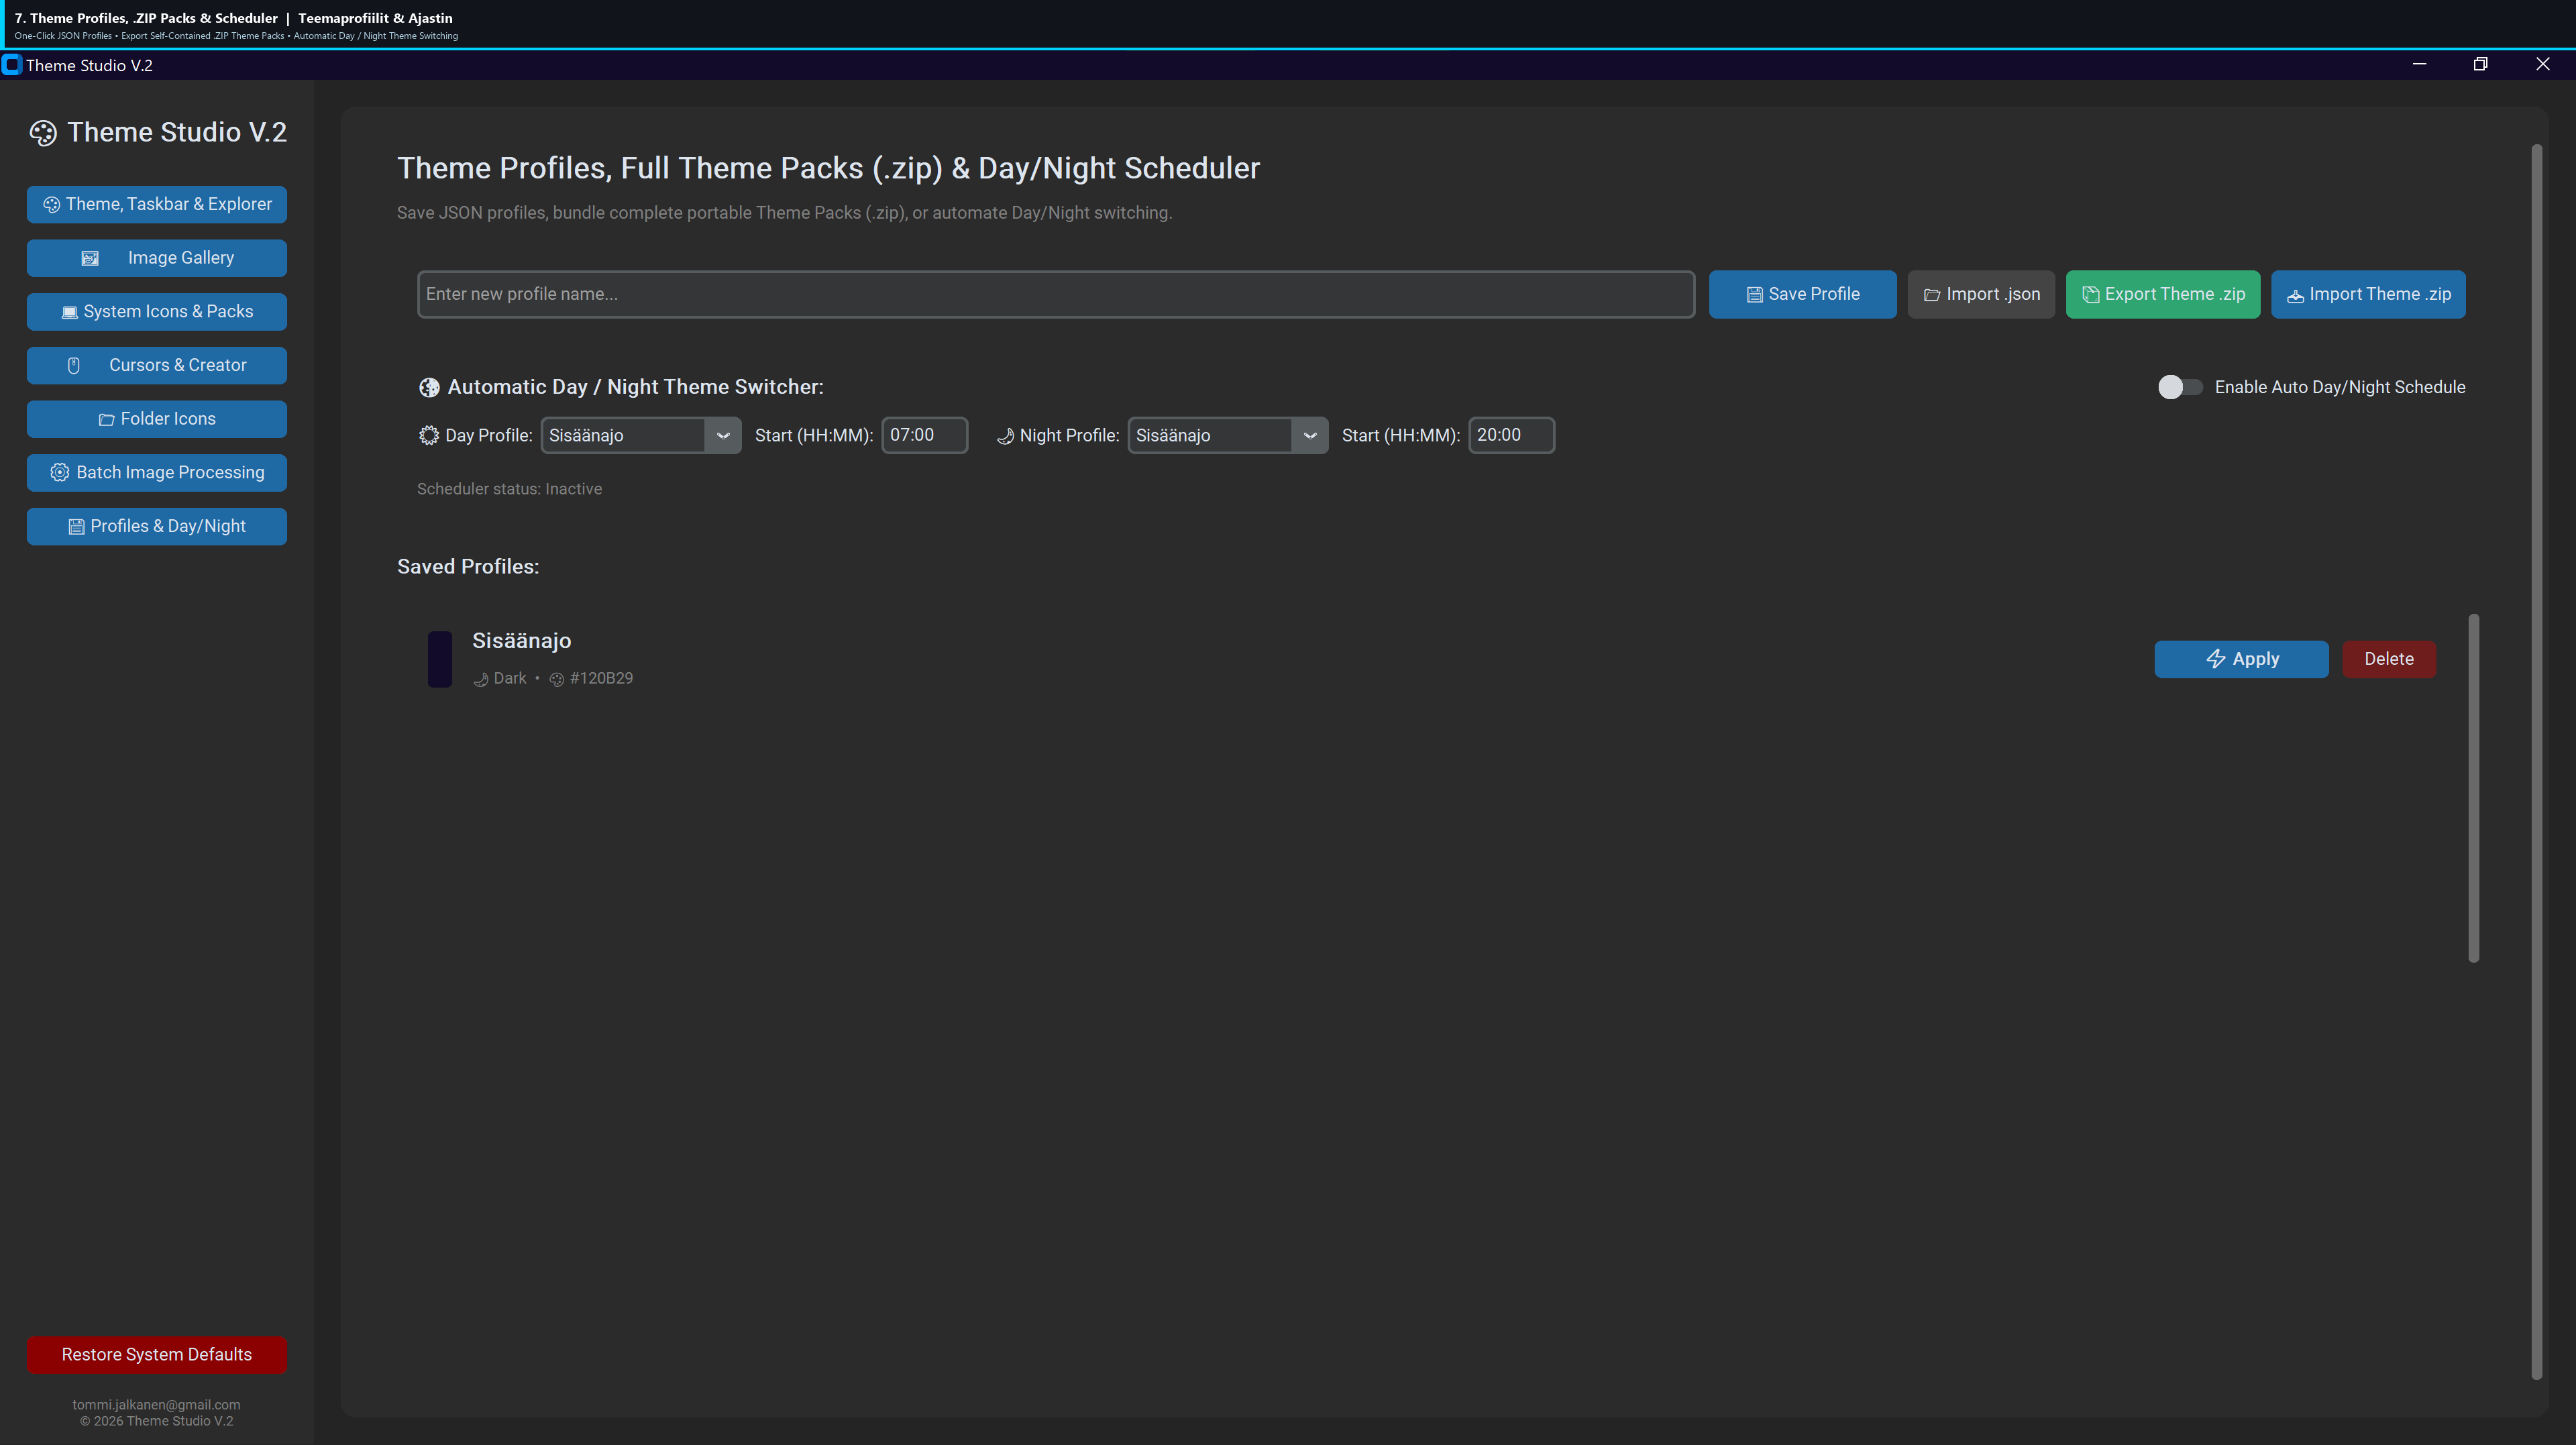 7. Theme Profiles, .ZIP Packs & Scheduler | Teemaprofiilit & Ajastin
One-Click JSON Profiles • Export Self-Contained .ZIP Theme Packs • Automatic Day / Night Theme Switching
Theme Studio V.2
Theme Studio V.2
Theme, Taskbar & Explorer
Image Gallery
System Icons & Packs
Cursors & Creator
Folder Icons
Batch Image Processing
Profiles & Day/Night
Restore System Defaults
tommi.jalkanen@gmail.com
© 2026 Theme Studio V.2
Theme Profiles, Full Theme Packs (.zip) & Day/Night Scheduler
Save JSON profiles, bundle complete portable Theme Packs (.zip), or automate Day/Night switching.
Enter new profile name... Save Profile Import .json Export Theme .zip Import Theme .zip
Automatic Day / Night Theme Switcher: Enable Auto Day/Night Schedule
Day Profile: Sisäänajo Start (HH:MM): 07:00 Night Profile: Sisäänajo Start (HH:MM): 20:00
Scheduler status: Inactive
Saved Profiles:
Sisäänajo
Dark • #120B29
Apply Delete